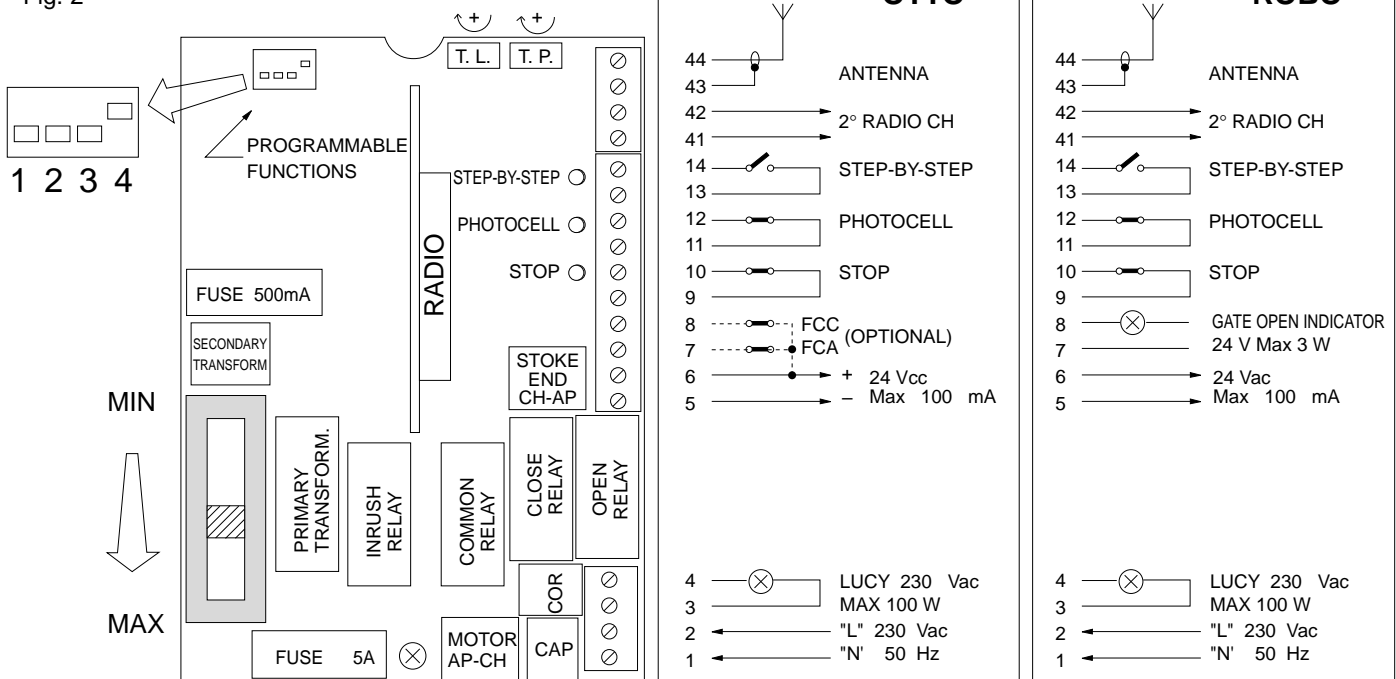 Fig. 2
1 2 3 4
PROGRAMMABLE
FUNCTIONS
T. L.
T. P.
+
+
RADIO
STEP-BY-STEP
PHOTOCELL
STOP
FUSE 500mA
SECONDARY
TRANSFORM
MIN
MAX
PRIMARY
TRANSFORM.
INRUSH
RELAY
COMMON
RELAY
STOKE
END
CH-AP
CLOSE
RELAY
OPEN
RELAY
COR
FUSE 5A
MOTOR
AP-CH
CAP
44
43
ANTENNA
42
41
2° RADIO CH
14
13
STEP-BY-STEP
12
11
PHOTOCELL
10
9
STOP
8
7
FCC
FCA
(OPTIONAL)
6
5
+ 24 Vcc
– Max 100 mA
4
3
LUCY 230 Vac
MAX 100 W
2
1
"L" 230 Vac
"N' 50 Hz
44
43
ANTENNA
42
41
2° RADIO CH
14
13
STEP-BY-STEP
12
11
PHOTOCELL
10
9
STOP
8
7
GATE OPEN INDICATOR
24 V Max 3 W
6
5
24 Vac
Max 100 mA
4
3
LUCY 230 Vac
MAX 100 W
2
1
"L" 230 Vac
"N' 50 Hz